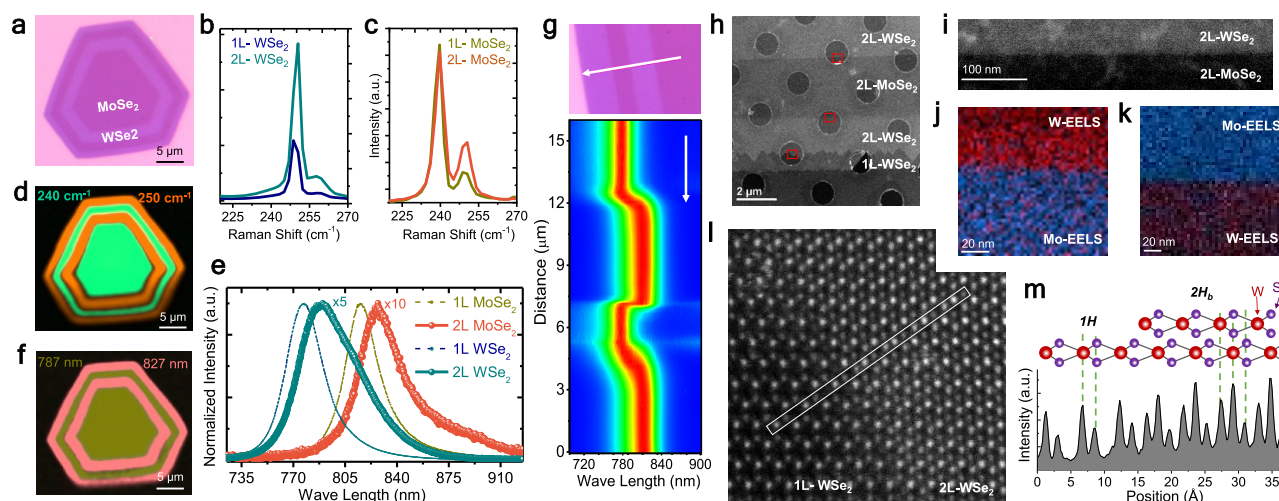 a
MoSe₂
WSe2
5 µm
b
1L- WSe₂
2L- WSe₂
225 240 255 270
Raman Shift (cm⁻¹)
c
Intensity (a.u.)
1L- MoSe₂
2L- MoSe₂
225 240 255 270
Raman Shift (cm⁻¹)
d
240 cm⁻¹
250 cm⁻¹
5 µm
e
Normalized Intensity (a.u.)
x5
x10
1L MoSe₂
2L MoSe₂
1L WSe₂
2L WSe₂
735 770 805 840 875 910
Wave Length (nm)
f
787 nm
827 nm
5 µm
g
Distance (µm)
15
12
9
6
3
0
720 780 840 900
Wave Length (nm)
h
2L-WSe₂
2L-MoSe₂
2L-WSe₂
1L-WSe₂
2 µm
i
2L-WSe₂
100 nm
2L-MoSe₂
j
W-EELS
20 nm
Mo-EELS
k
Mo-EELS
20 nm
W-EELS
l
1L- WSe₂
2L-WSe₂
m
W
2H_b
1H
Intensity (a.u.)
0 5 10 15 20 25 30 35
Position (Å)